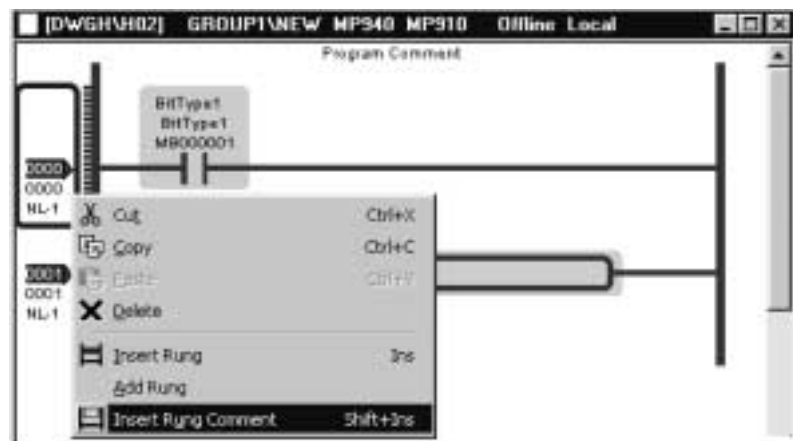 [DWGH\H02] GROUP1\NEW MP940 MP910 Offline Local
Program Comment
BitType1
BitType1
MB000001
0000
0000
NL-1
Cut Ctrl+X
Copy Ctrl+C
0001
Paste Ctrl+V
0001
NL-1
Delete
Insert Rung Ins
Add Rung
Insert Rung Comment Shift+Ins